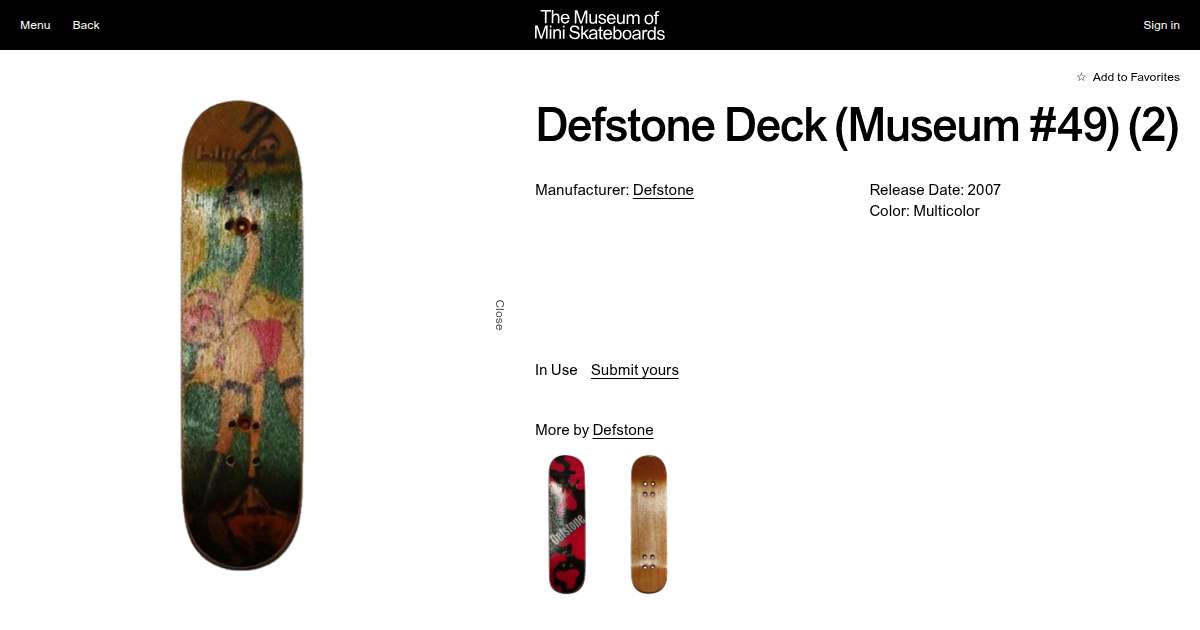 Menu
Back
The Museum of
Mini Skateboards
Sign in
☆ Add to Favorites
Defstone Deck (Museum #49) (2)
Manufacturer: Defstone
Release Date: 2007
Color: Multicolor
Close
In Use
Submit yours
More by Defstone
Defstone